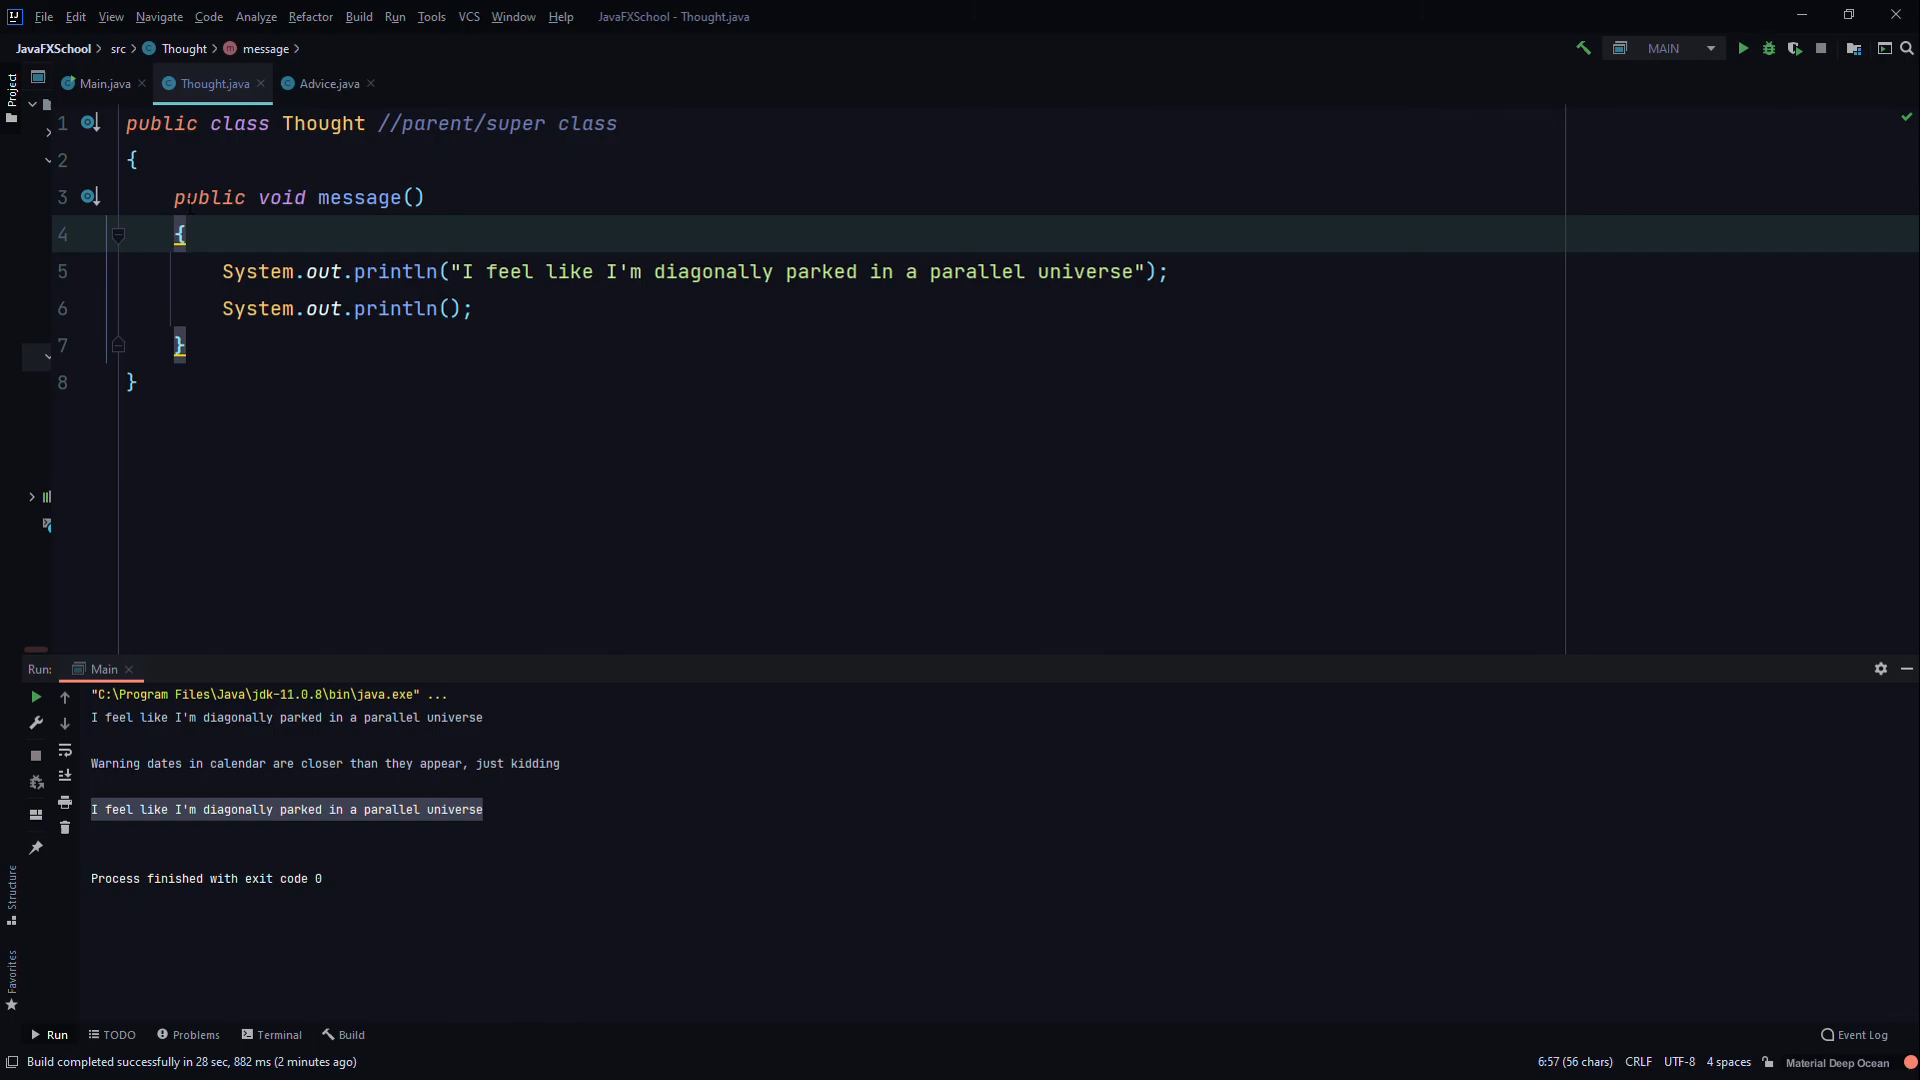 File Edit View Navigate Code Analyze Refactor Build Run Tools VCS Window Help JavaFXSchool - Thought.java
JavaFXSchool src Thought message MAIN
Project Main.java Thought.java Advice.java
1 public class Thought //parent/super class
2 {
3 public void message()
4 {
5 System.out.println("I feel like I'm diagonally parked in a parallel universe");
6 System.out.println();
7 }
8 }
Run: Main
"C:\Program Files\Java\jdk-11.0.8\bin\java.exe" ...
I feel like I'm diagonally parked in a parallel universe
Warning dates in calendar are closer than they appear, just kidding
I feel like I'm diagonally parked in a parallel universe
Process finished with exit code 0
Structure
Favorites
Run TODO Problems Terminal Build Event Log
Build completed successfully in 28 sec, 882 ms (2 minutes ago) 6:57 (56 chars) CRLF UTF-8 4 spaces Material Deep Ocean